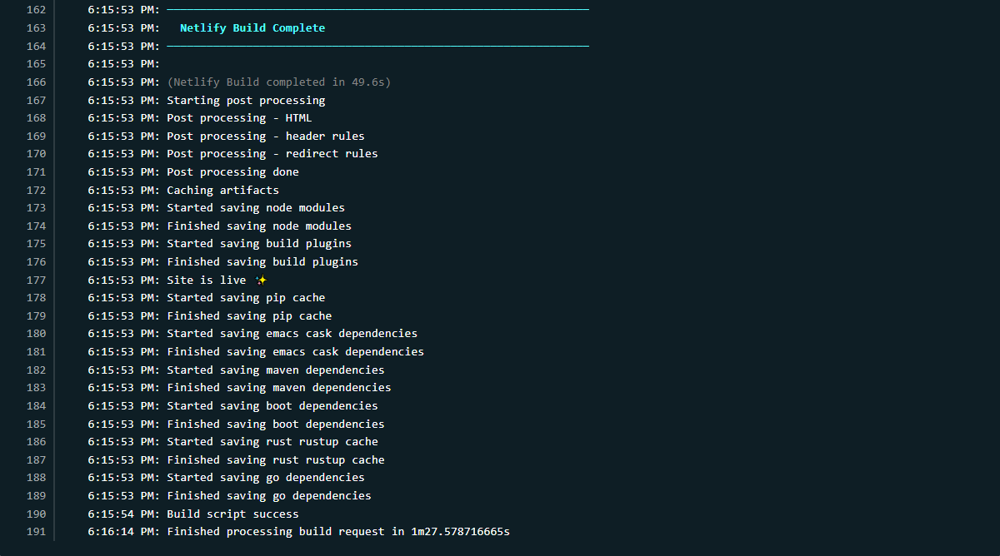 162 6:15:53 PM: ────────────────────────────────────────────────────────────────
163 6:15:53 PM: Netlify Build Complete
164 6:15:53 PM: ────────────────────────────────────────────────────────────────
165 6:15:53 PM:
166 6:15:53 PM: (Netlify Build completed in 49.6s)
167 6:15:53 PM: Starting post processing
168 6:15:53 PM: Post processing - HTML
169 6:15:53 PM: Post processing - header rules
170 6:15:53 PM: Post processing - redirect rules
171 6:15:53 PM: Post processing done
172 6:15:53 PM: Caching artifacts
173 6:15:53 PM: Started saving node modules
174 6:15:53 PM: Finished saving node modules
175 6:15:53 PM: Started saving build plugins
176 6:15:53 PM: Finished saving build plugins
177 6:15:53 PM: Site is live ✨
178 6:15:53 PM: Started saving pip cache
179 6:15:53 PM: Finished saving pip cache
180 6:15:53 PM: Started saving emacs cask dependencies
181 6:15:53 PM: Finished saving emacs cask dependencies
182 6:15:53 PM: Started saving maven dependencies
183 6:15:53 PM: Finished saving maven dependencies
184 6:15:53 PM: Started saving boot dependencies
185 6:15:53 PM: Finished saving boot dependencies
186 6:15:53 PM: Started saving rust rustup cache
187 6:15:53 PM: Finished saving rust rustup cache
188 6:15:53 PM: Started saving go dependencies
189 6:15:53 PM: Finished saving go dependencies
190 6:15:54 PM: Build script success
191 6:16:14 PM: Finished processing build request in 1m27.578716665s